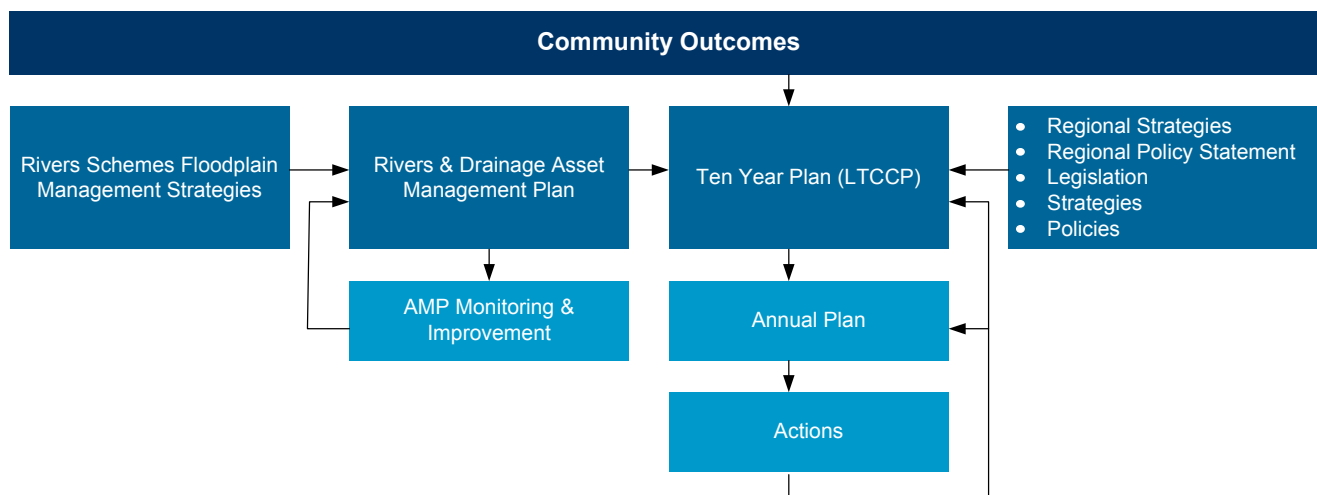 Community Outcomes
Rivers Schemes Floodplain
Management Strategies
Rivers & Drainage Asset
Management Plan
Ten Year Plan (LTCCP)
• Regional Strategies
• Regional Policy Statement
• Legislation
• Strategies
• Policies
AMP Monitoring &
Improvement
Annual Plan
Actions